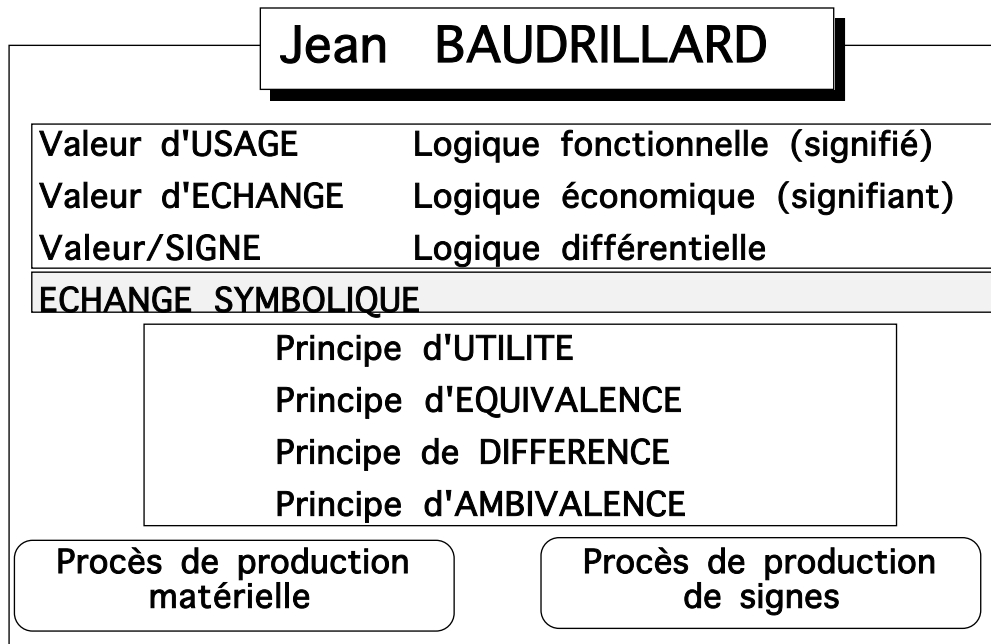 Jean BAUDRILLARD
Valeur d'USAGE Logique fonctionnelle (signifié)
Valeur d'ECHANGE Logique économique (signifiant)
Valeur/SIGNE Logique différentielle
ECHANGE SYMBOLIQUE
Principe d'UTILITE
Principe d'EQUIVALENCE
Principe de DIFFERENCE
Principe d'AMBIVALENCE
Procès de production
matérielle
Procès de production
de signes